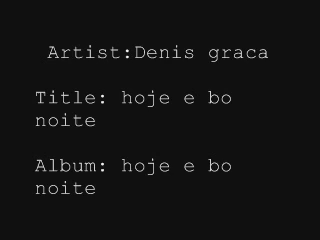 Artist:Denis graca
Title: hoje e bo
noite
Album: hoje e bo
noite